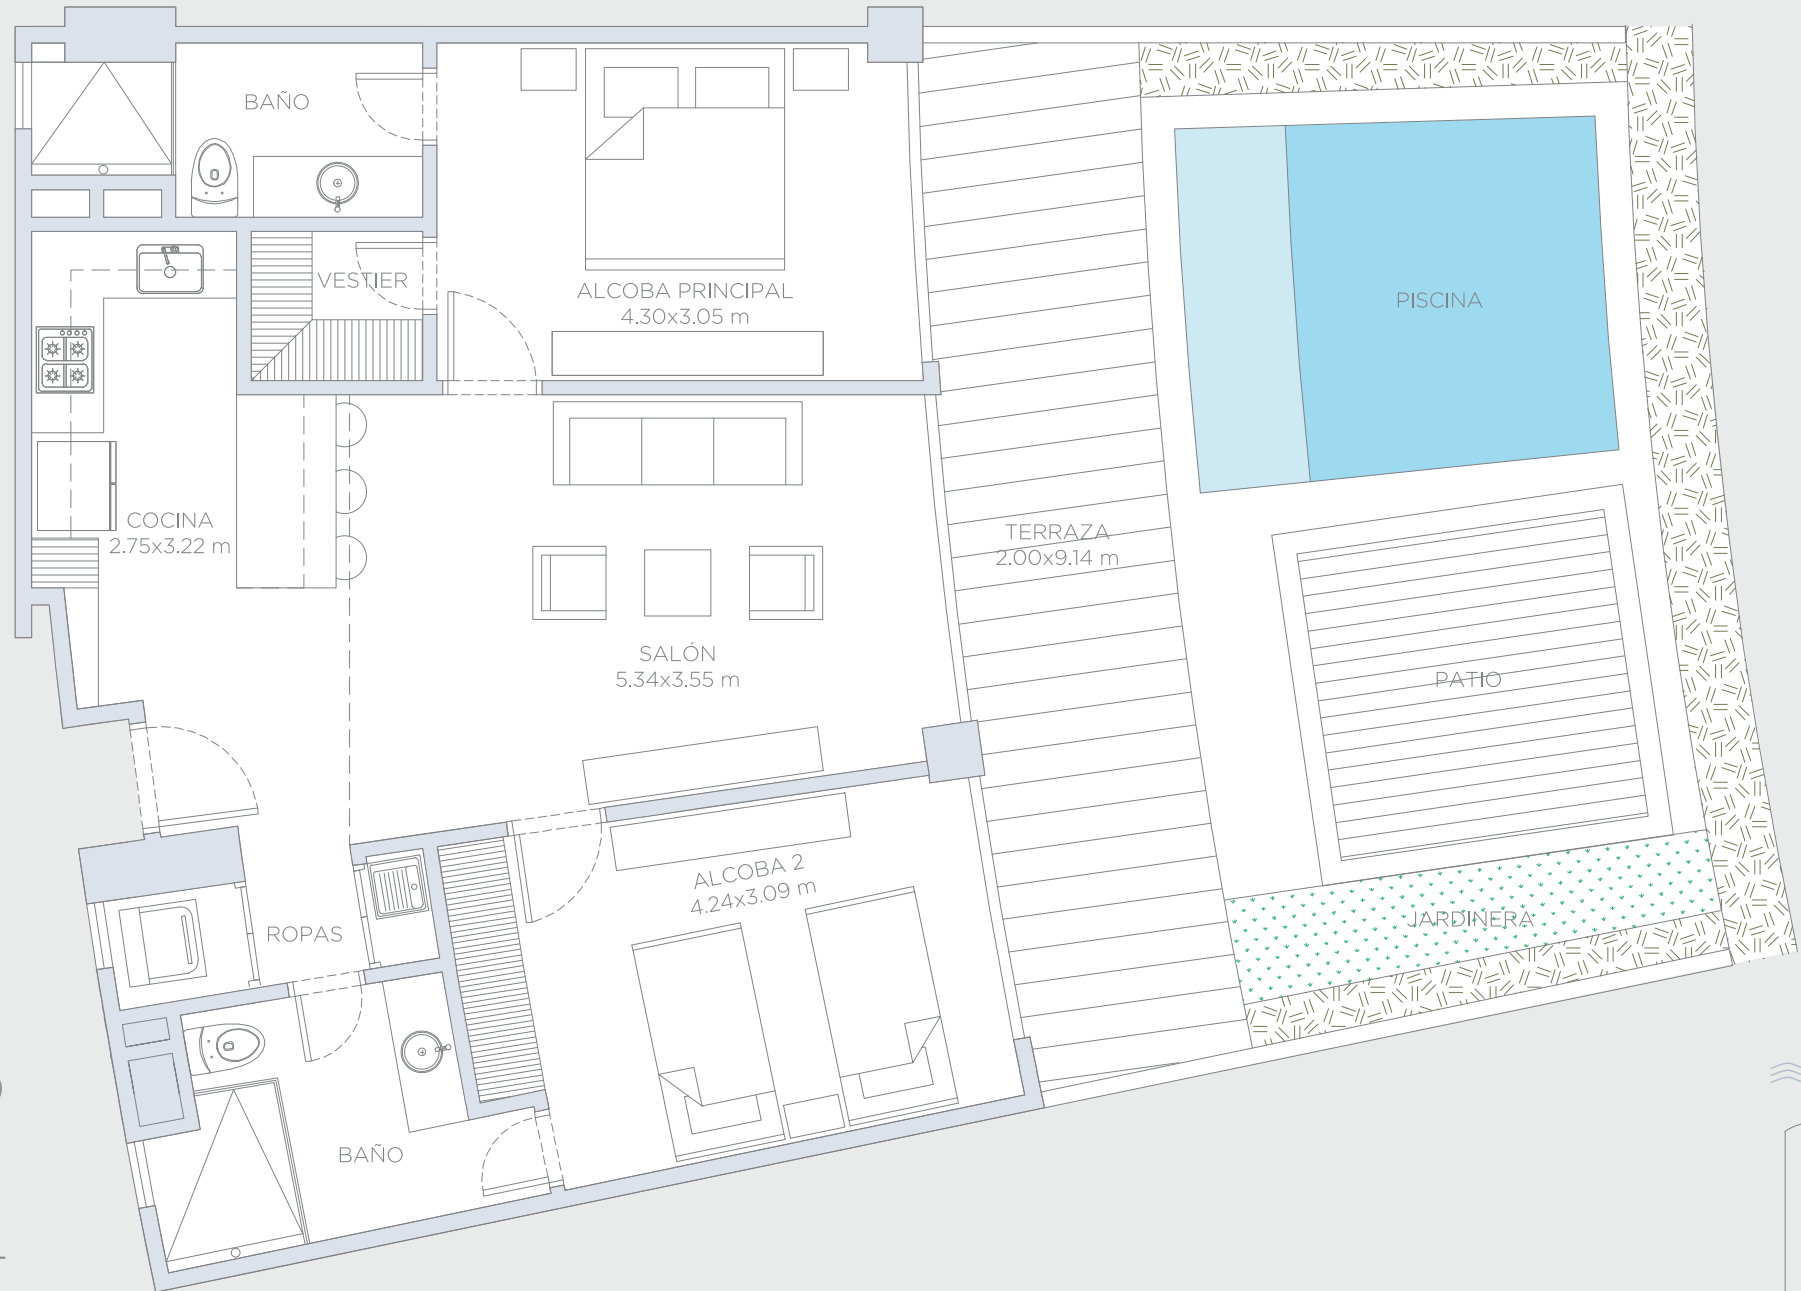 BAÑO
VESTIER
ALCOBA PRINCIPAL
4.30x3.05 m
PISCINA
COCINA
2.75x3.22 m
TERRAZA
2.00x9.14 m
SALÓN
5.34x3.55 m
PATIO
ALCOBA 2
4.24x3.09 m
JARDINERA
ROPAS
BAÑO